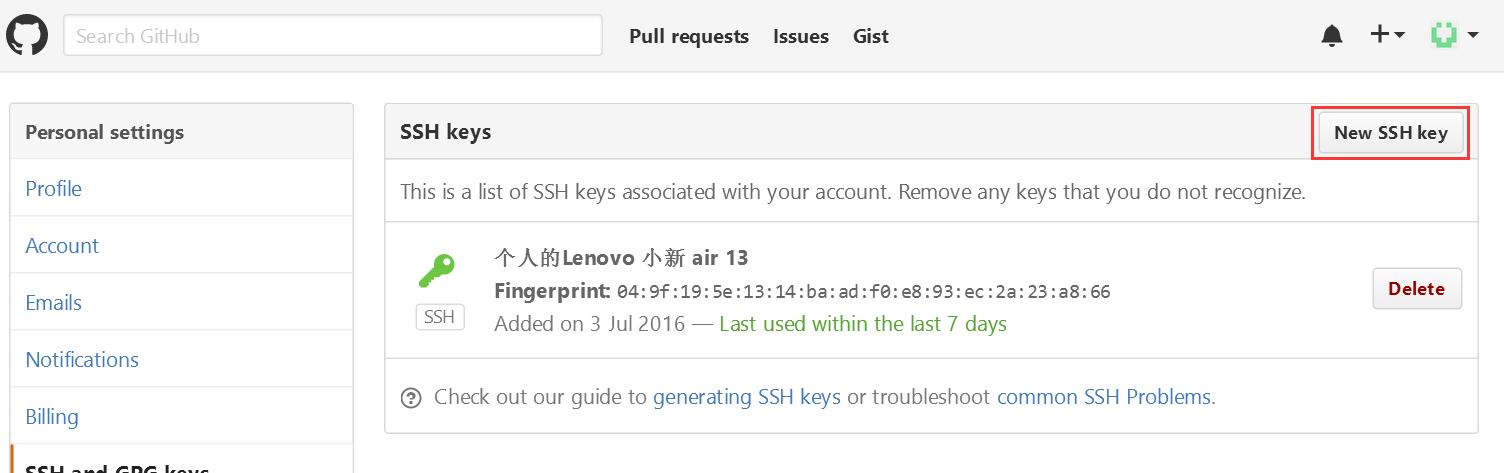 Search GitHub
Pull requests
Issues
Gist
Personal settings
Profile
Account
Emails
Notifications
Billing
SSH and GPG keys
SSH keys
New SSH key
This is a list of SSH keys associated with your account. Remove any keys that you do not recognize.
个人的Lenovo 小新 air 13
Fingerprint: 04:9f:19:5e:13:14:ba:ad:f0:e8:93:ec:2a:23:a8:66
SSH
Added on 3 Jul 2016 — Last used within the last 7 days
Delete
Check out our guide to generating SSH keys or troubleshoot common SSH Problems.